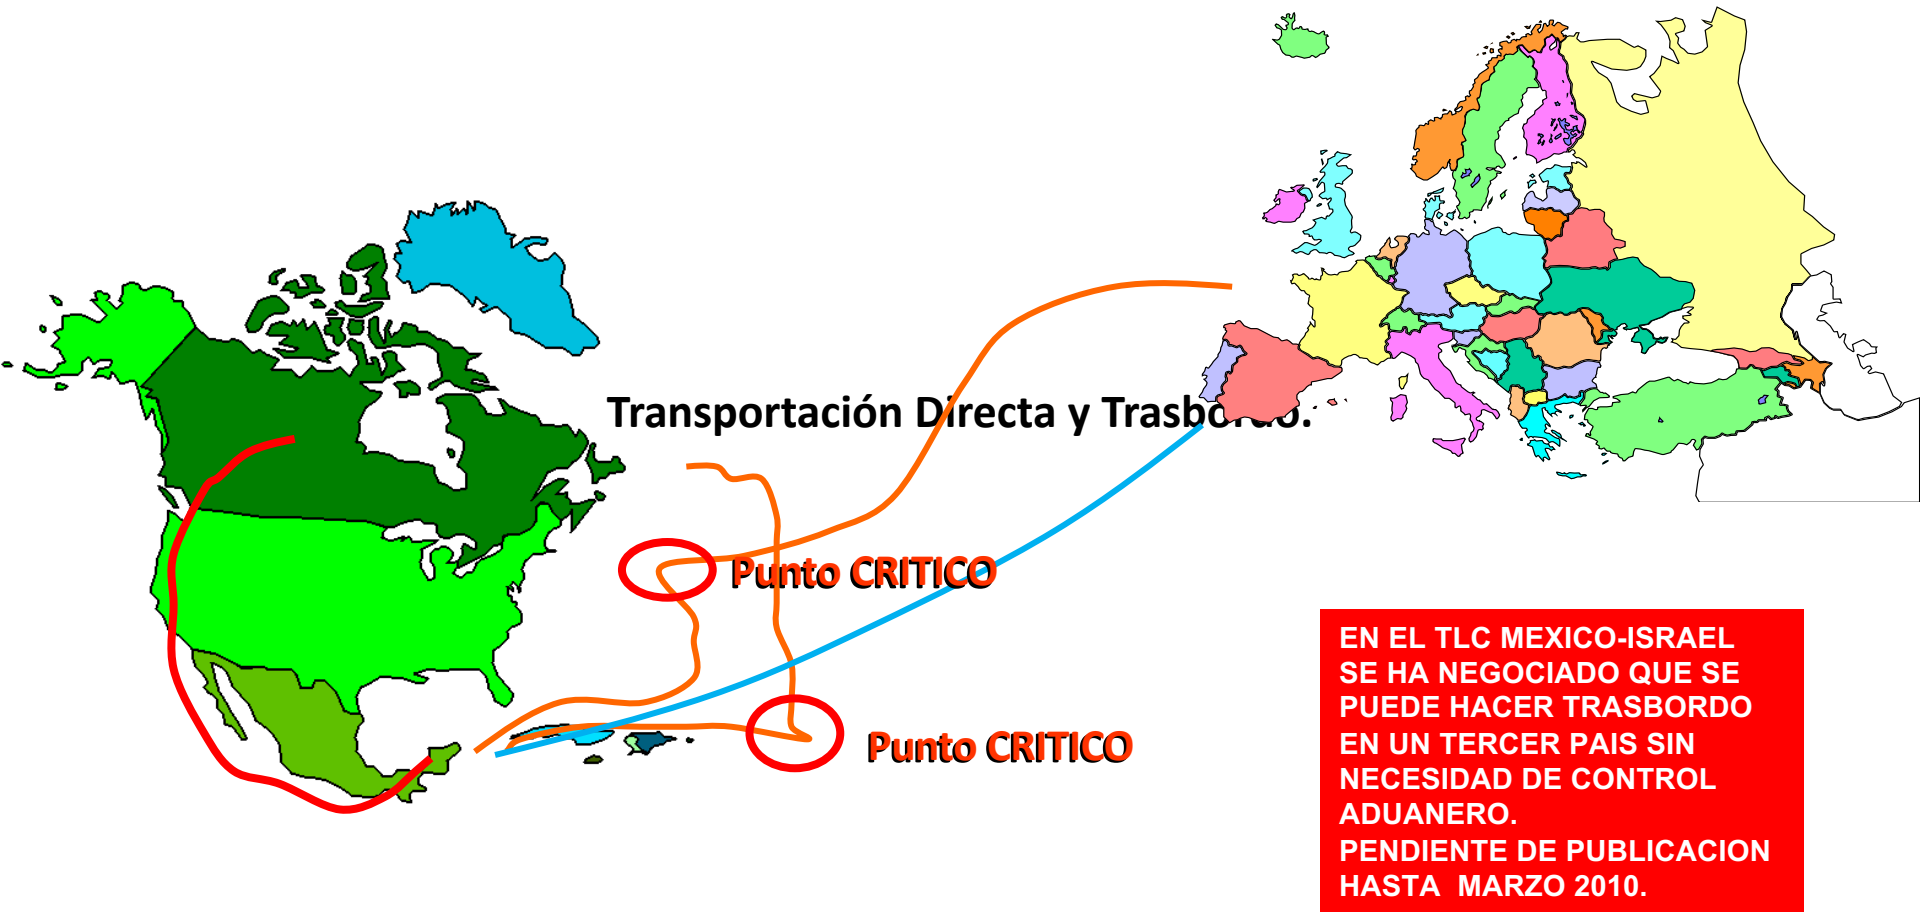 Transportación Directa y Trasbordo.
Punto CRITICO
Punto CRITICO
EN EL TLC MEXICO-ISRAEL
SE HA NEGOCIADO QUE SE
PUEDE HACER TRASBORDO
EN UN TERCER PAIS SIN
NECESIDAD DE CONTROL
ADUANERO.
PENDIENTE DE PUBLICACION
HASTA MARZO 2010.